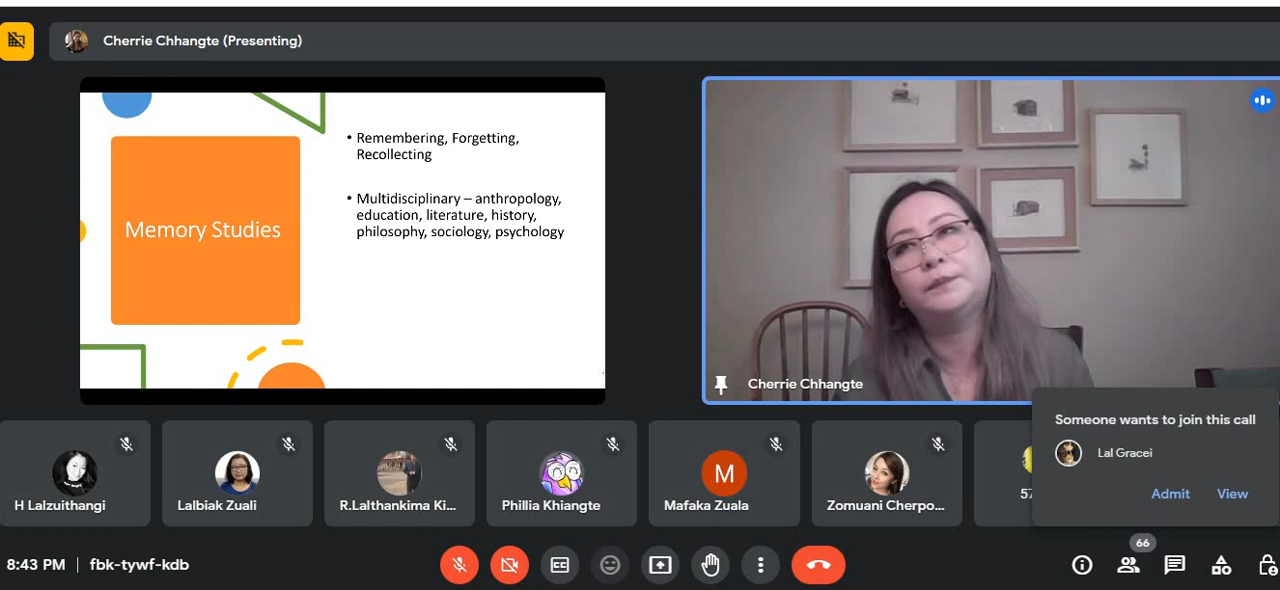 Cherrie Chhangte (Presenting)
Memory Studies
• Remembering, Forgetting,
Recollecting
• Multidisciplinary – anthropology,
education, literature, history,
philosophy, sociology, psychology
Cherrie Chhangte
Someone wants to join this call
Lal Gracei
Admit View
H Lalzuithangi
Lalbiak Zuali
R.Lalthankima Ki...
Phillia Khiangte
M
Mafaka Zuala
Zomuani Cherpo...
57
8:43 PM | fbk-tywf-kdb
CC
66